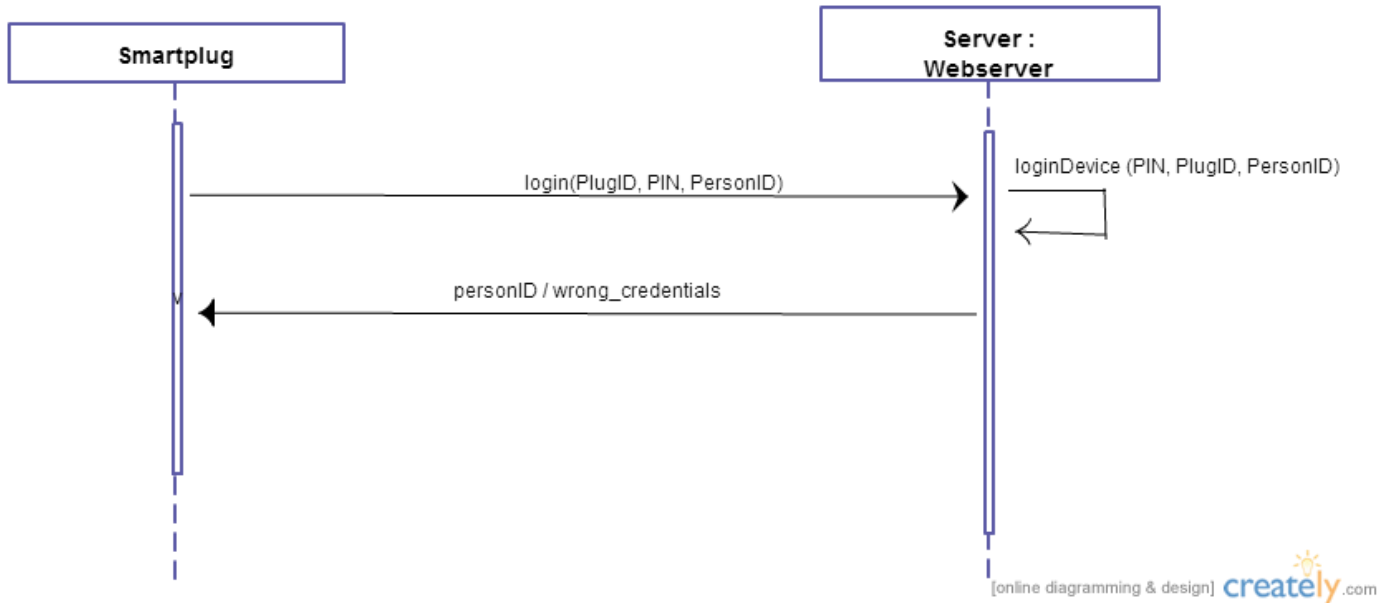 Smartplug
Server :
Webserver
loginDevice (PIN, PlugID, PersonID)
login(PlugID, PIN, PersonID)
personID / wrong_credentials
v
[online diagramming & design] creately.com